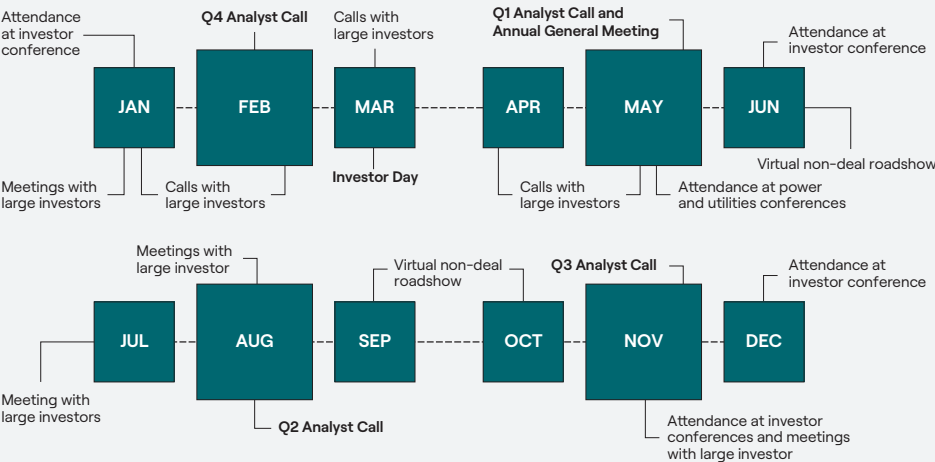 Attendance
at investor
conference
Q4 Analyst Call
Calls with
large investors
Q1 Analyst Call and
Annual General Meeting
Attendance at
investor conference
JAN
FEB
MAR
APR
MAY
JUN
Meetings with
large investors
Calls with
large investors
Investor Day
Calls with
large investors
Attendance at power
and utilities conferences
Virtual non-deal roadshow
Meetings with
large investor
Virtual non-deal
roadshow
Q3 Analyst Call
Attendance at
investor conference
JUL
AUG
SEP
OCT
NOV
DEC
Meeting with
large investors
Q2 Analyst Call
Attendance at investor
conferences and meetings
with large investor